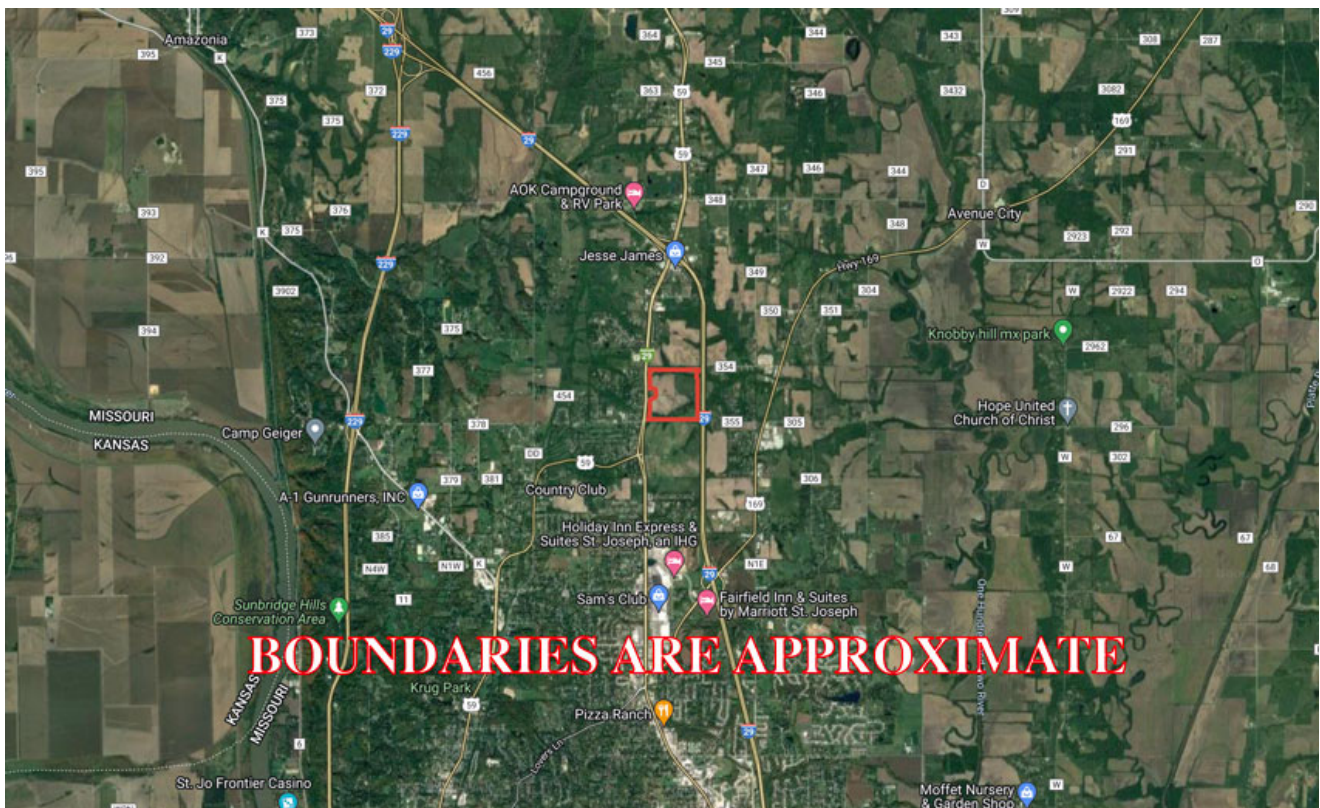 309
Amazonia
373
29
364
343
308
287
229
395
K
456
345
375
372
363
59
346
3432
3082
375
169
229
29
291
59
395
347
346
344
AOK Campground
& RV Park
D
393
376
348
Avenue City
290
K
375
348
2923
292
392
Jesse James
W
229
349
Hwy 169
O
3902
304
W
2922
294
350
351
394
375
Knobby hill mx park
2962
29
377
354
454
MISSOURI
KANSAS
Hope United
Church of Christ
229
378
29
355
305
296
Camp Geiger
DD
W
302
59
379
381
306
A-1 Gunrunners, INC
Country Club
169
Holiday Inn Express &
Suites St. Joseph, an IHG
385
67
67
N4W
N1W
K
N1E
W
68
29
11
Sam's Club
Fairfield Inn & Suites
by Marriott St. Joseph
Sunbridge Hills
Conservation Area
W
BOUNDARIES ARE APPROXIMATE
KANSAS
MISSOURI
Krug Park
59
Pizza Ranch
29
6
Lovers Ln
St. Jo Frontier Casino
W
Moffet Nursery
& Garden Shop